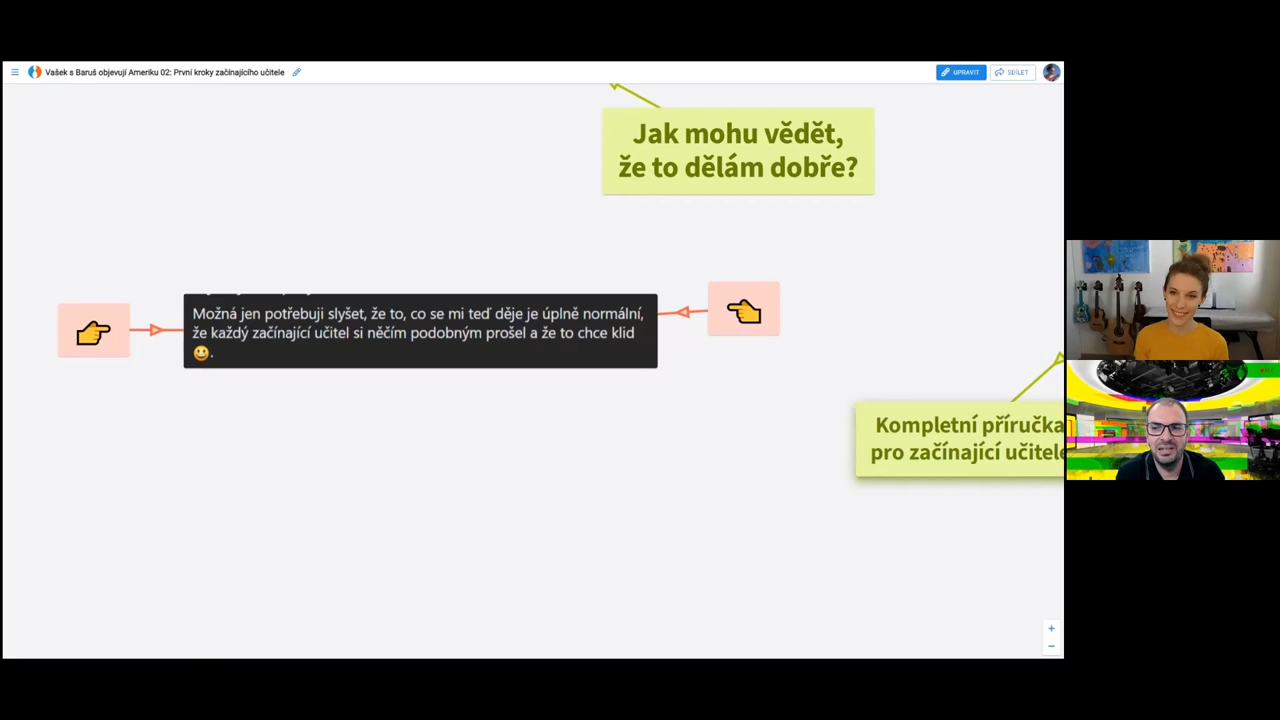 Vašek s Baruš objevují Ameriku 02: První kroky začínajícího učitele
UPRAVIT
SDÍLET
Jak mohu vědět,
že to dělám dobře?
Možná jen potřebuji slyšet, že to, co se mi teď děje je úplně normální,
že každý začínající učitel si něčím podobným prošel a že to chce klid
😀.
Kompletní příručka
pro začínající učitele